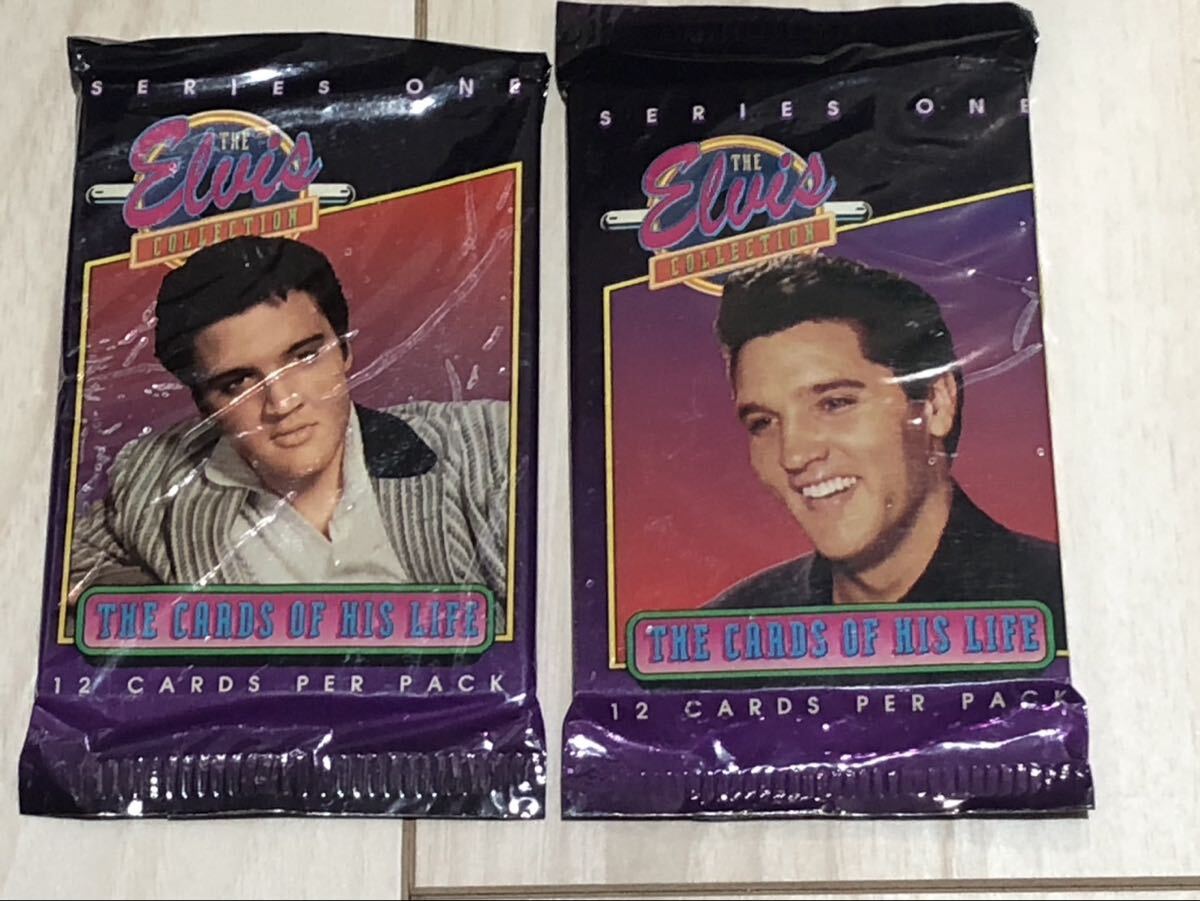 SERIES ONE
THE
Elvis
COLLECTION
THE CARDS OF HIS LIFE
12 CARDS PER PACK
SERIES ONE
THE
Elvis
COLLECTION
THE CARDS OF HIS LIFE
12 CARDS PER PACK